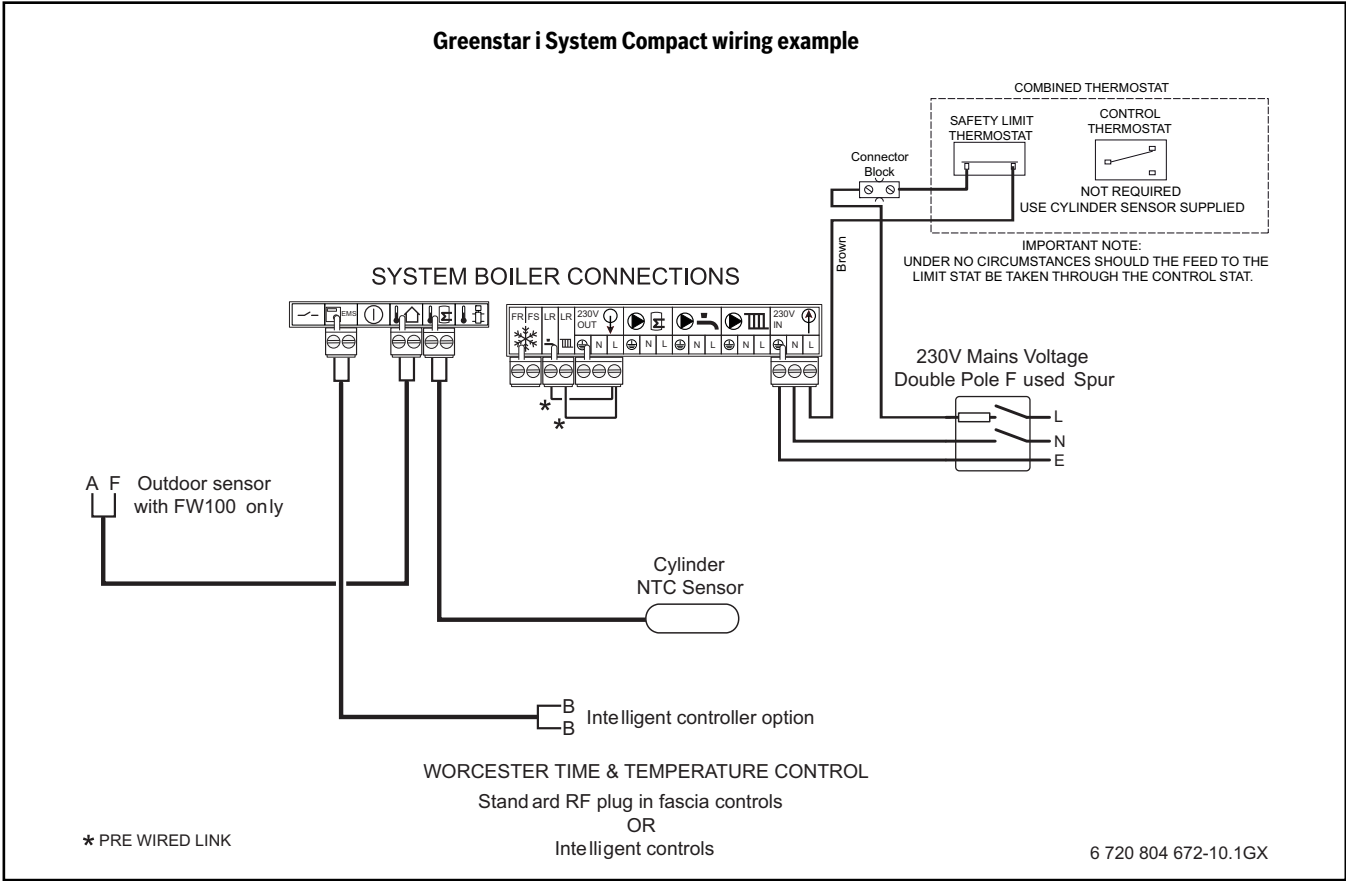 Greenstar i System Compact wiring example
COMBINED THERMOSTAT
SAFETY LIMIT
THERMOSTAT
CONTROL
THERMOSTAT
Connector
Block
NOT REQUIRED
USE CYLINDER SENSOR SUPPLIED
Brown
IMPORTANT NOTE:
UNDER NO CIRCUMSTANCES SHOULD THE FEED TO THE
LIMIT STAT BE TAKEN THROUGH THE CONTROL STAT.
SYSTEM BOILER CONNECTIONS
EMS
FR FS LR LR 230V OUT 230V IN
N L N L N L N L N L
230V Mains Voltage
Double Pole F used Spur
L
N
E
* 
*
A F Outdoor sensor
with FW100 only
Cylinder
NTC Sensor
B
B
Intelligent controller option
WORCESTER TIME & TEMPERATURE CONTROL
Stand ard RF plug in fascia controls
OR
Intelligent controls
* PRE WIRED LINK
6 720 804 672-10.1GX